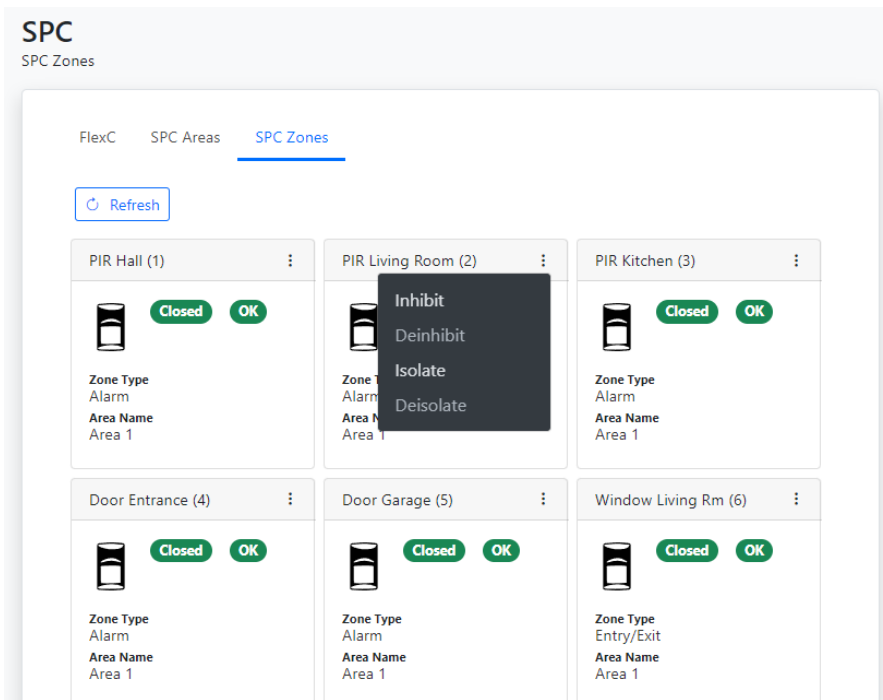 SPC
SPC Zones
FlexC SPC Areas SPC Zones
Refresh
PIR Hall (1)
Closed OK
Zone Type
Alarm
Area Name
Area 1
PIR Living Room (2)
Inhibit
Deinhibit
Isolate
Deisolate
Zone
Alarm
Area
Area 1
PIR Kitchen (3)
Closed OK
Zone Type
Alarm
Area Name
Area 1
Door Entrance (4)
Closed OK
Zone Type
Alarm
Area Name
Area 1
Door Garage (5)
Closed OK
Zone Type
Alarm
Area Name
Area 1
Window Living Rm (6)
Closed OK
Zone Type
Entry/Exit
Area Name
Area 1